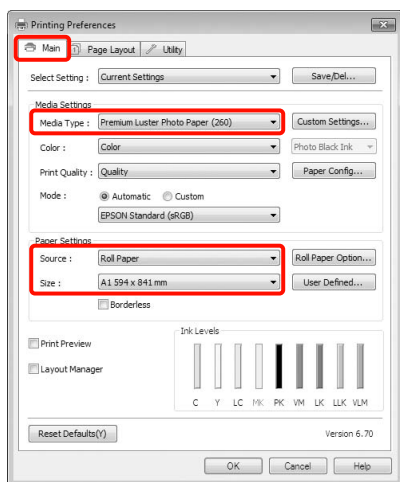 Printing Preferences
Main Page Layout Utility
Select Setting : Current Settings Save/Del...
Media Settings
Media Type : Premium Luster Photo Paper (260) Custom Settings...
Color : Color Photo Black Ink
Print Quality : Quality Paper Config...
Mode : Automatic Custom
EPSON Standard (sRGB)
Paper Settings
Source : Roll Paper Roll Paper Option...
Size : A1 594 x 841 mm User Defined...
Borderless
Ink Levels
Print Preview
Layout Manager
C Y LC MK PK VM LK LLK VLM
Reset Defaults(Y) Version 6.70
OK Cancel Help